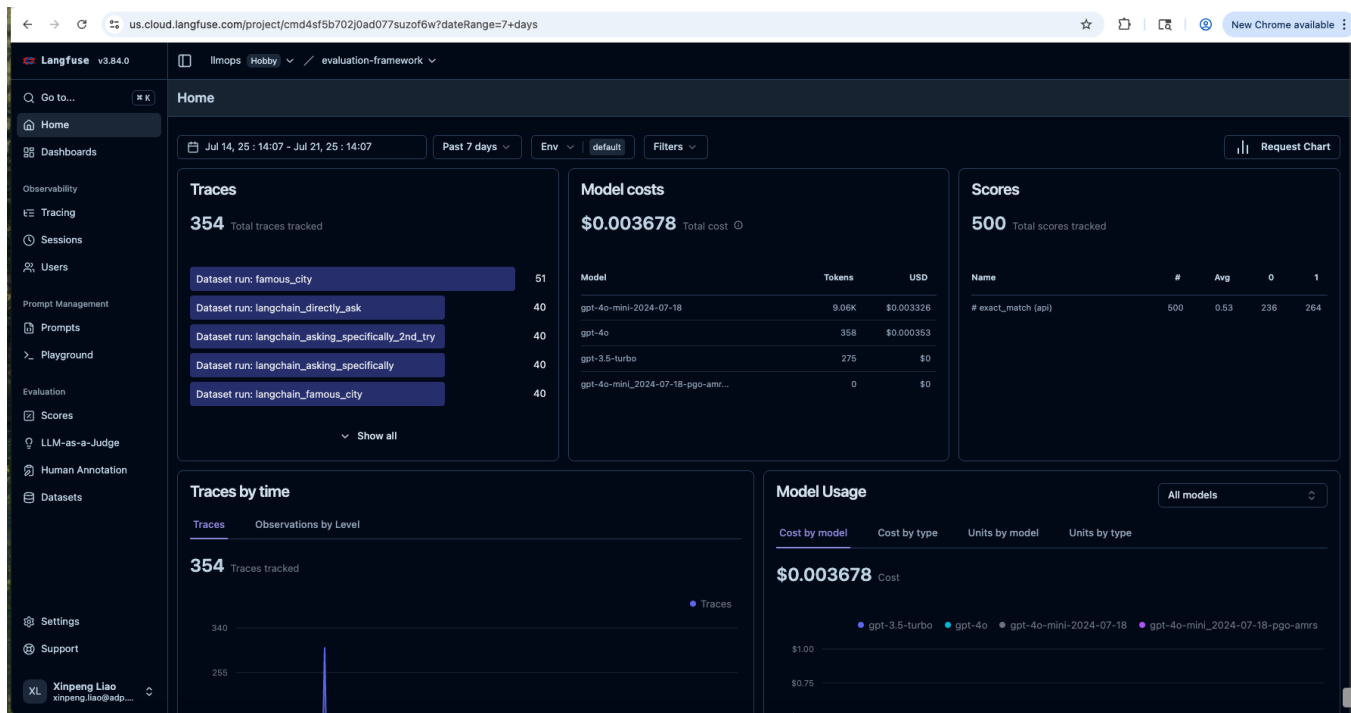 us.cloud.langfuse.com/project/cmd4sf5b702j0ad077suzof6w?dateRange=7+days
New Chrome available
Langfuse v3.84.0
llmops Hobby / evaluation-framework
Go to... ⌘ K
Home
Home
Dashboards
Observability
Tracing
Sessions
Users
Prompt Management
Prompts
Playground
Evaluation
Scores
LLM-as-a-Judge
Human Annotation
Datasets
Settings
Support
XL Xinpeng Liao
xinpeng.liao@adp....
Jul 14, 25 : 14:07 - Jul 21, 25 : 14:07 Past 7 days Env default Filters Request Chart
Traces
354 Total traces tracked
Dataset run: famous_city 51
Dataset run: langchain_directly_ask 40
Dataset run: langchain_asking_specifically_2nd_try 40
Dataset run: langchain_asking_specifically 40
Dataset run: langchain_famous_city 40
Show all
Model costs
$0.003678 Total cost
Model Tokens USD
gpt-4o-mini-2024-07-18 9.06K $0.003326
gpt-4o 358 $0.000353
gpt-3.5-turbo 275 $0
gpt-4o-mini_2024-07-18-pgo-amr... 0 $0
Scores
500 Total scores tracked
Name # Avg 0 1
# exact_match (api) 500 0.53 236 264
Traces by time
Traces Observations by Level
354 Traces tracked
Traces
340
255
Model Usage All models
Cost by model Cost by type Units by model Units by type
$0.003678 Cost
gpt-3.5-turbo gpt-4o gpt-4o-mini-2024-07-18 gpt-4o-mini_2024-07-18-pgo-amrs
$1.00
$0.75